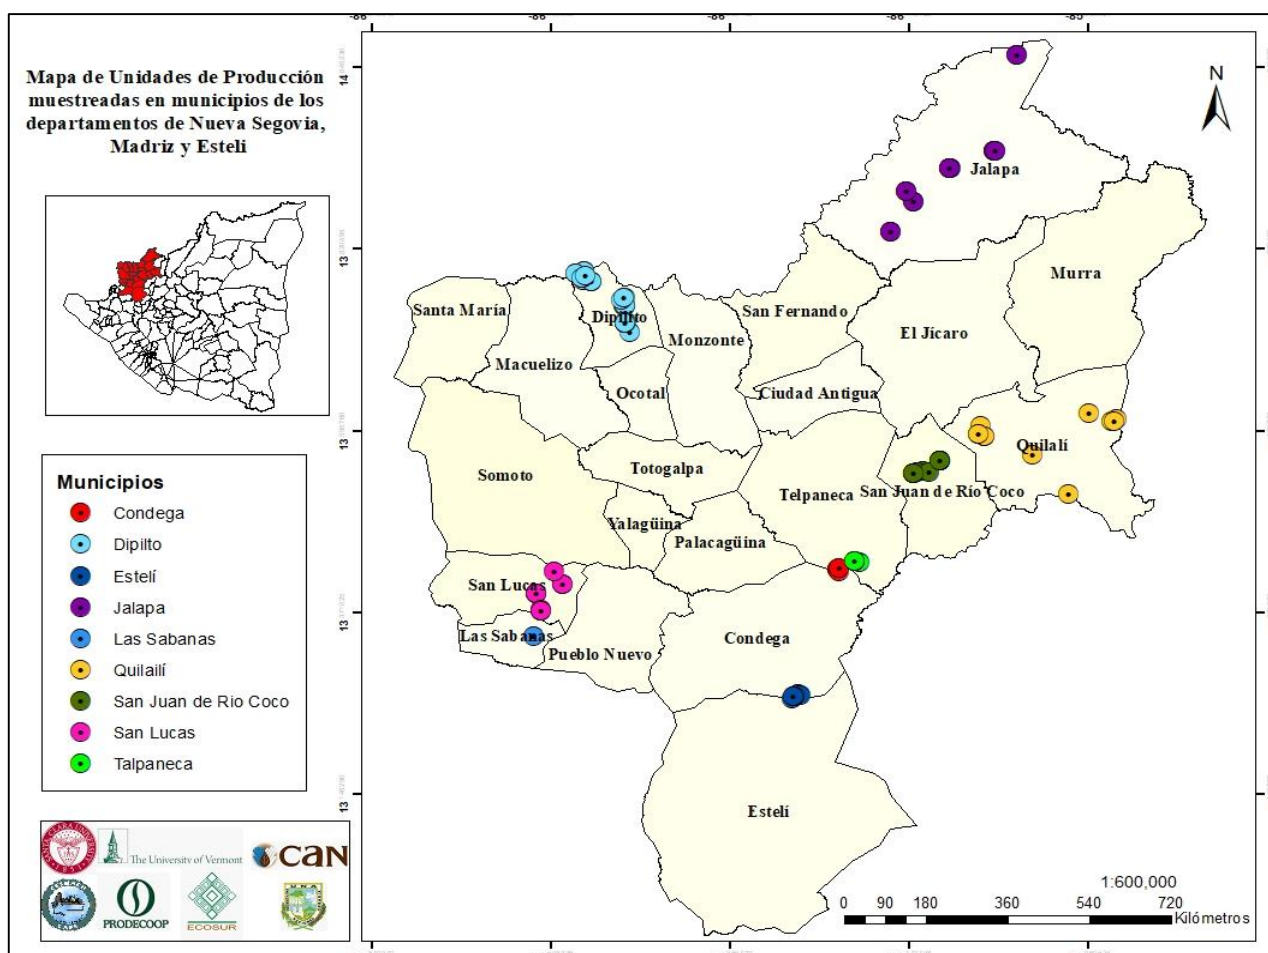 Mapa de Unidades de Producción
muestreadas en municipios de los
departamentos de Nueva Segovia,
Madriz y Esteli
N
Jalapa
Murra
Santa María
San Fernando
Dipilito
El Jícaro
Monzonte
Macuelizo
Ocotal
Ciudad Antigua
Quilalí
Somoto
Totogalpa
Telpaneca
San Juan de Río Coco
Yalagüina
Palacagüina
San Lucas
Las Sabanas
Condega
Pueblo Nuevo
Estelí
Municipios
Condega
Dipilto
Estelí
Jalapa
Las Sabanas
Quilailí
San Juan de Rio Coco
San Lucas
Talpaneca
The University of Vermont
CAN
PRODECOOP
ECOSUR
1:600,000
0 90 180 360 540 720
Kilómetros